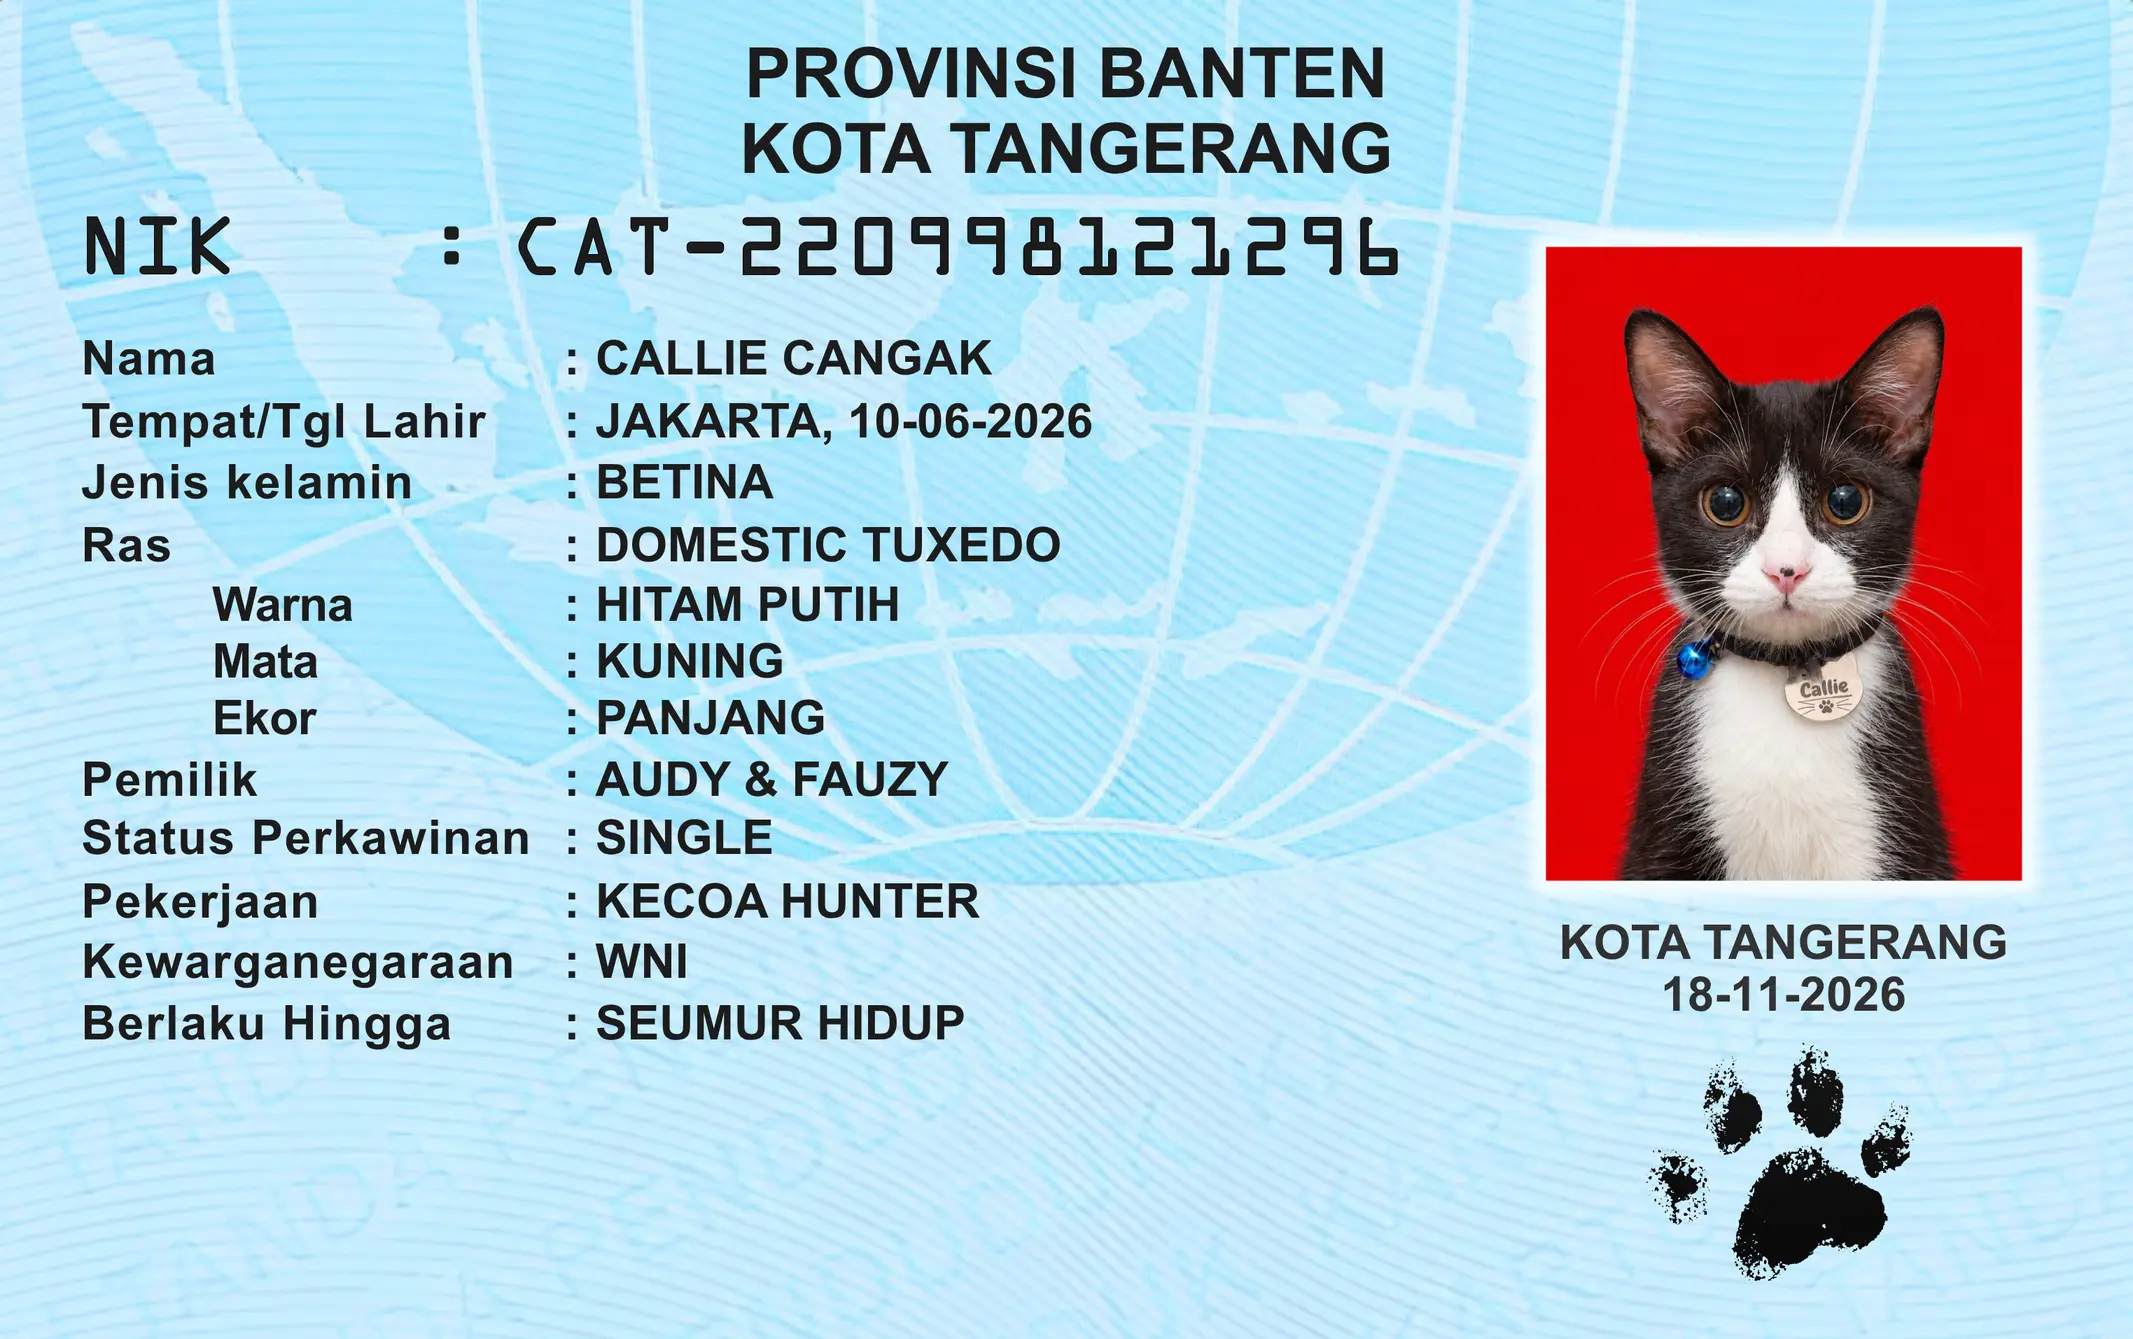 PROVINSI BANTEN
KOTA TANGERANG
NIK : CAT-220998121296
Nama : CALLIE CANGAK
Tempat/Tgl Lahir : JAKARTA, 10-06-2026
Jenis kelamin : BETINA
Ras : DOMESTIC TUXEDO
Warna : HITAM PUTIH
Mata : KUNING
Ekor : PANJANG
Pemilik : AUDY & FAUZY
Status Perkawinan : SINGLE
Pekerjaan : KECOA HUNTER
Kewarganegaraan : WNI
Berlaku Hingga : SEUMUR HIDUP
Callie
KOTA TANGERANG
18-11-2026